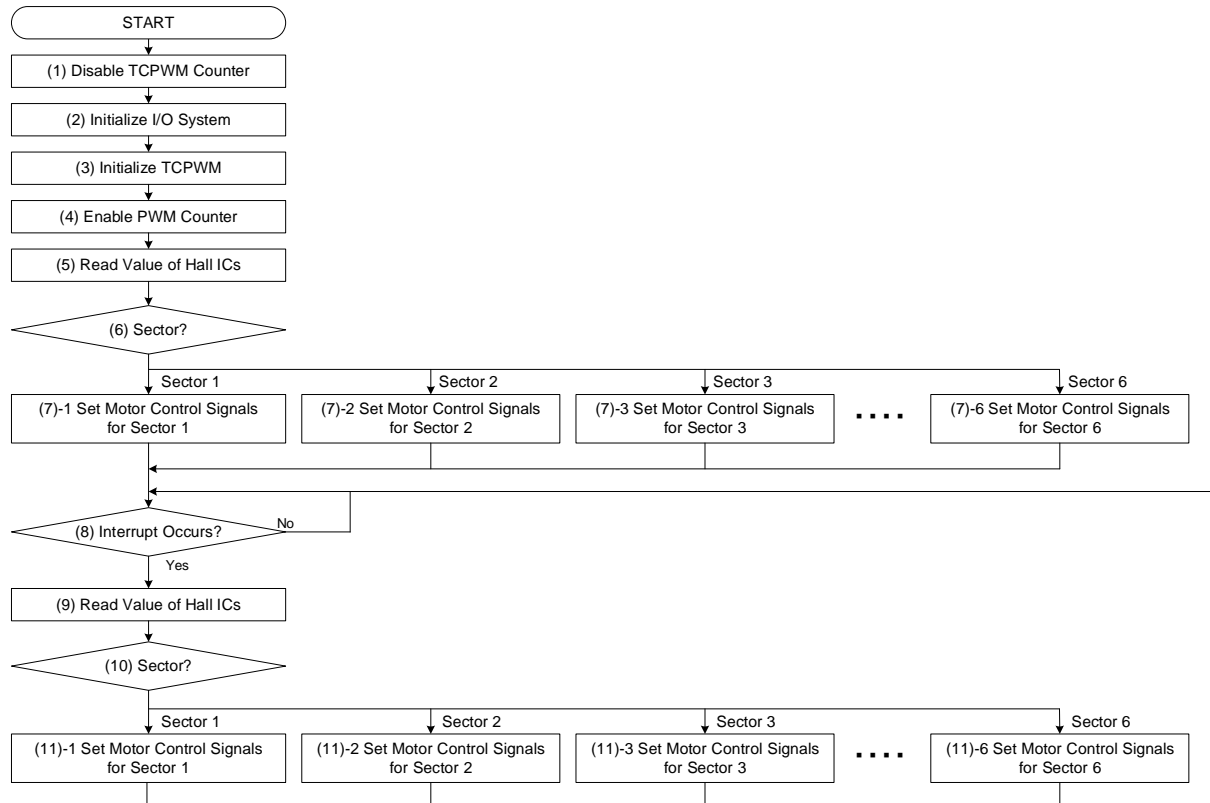 START
(1) Disable TCPWM Counter
(2) Initialize I/O System
(3) Initialize TCPWM
(4) Enable PWM Counter
(5) Read Value of Hall ICs
(6) Sector?
Sector 1
Sector 2
Sector 3
Sector 6
(7)-1 Set Motor Control Signals
for Sector 1
(7)-2 Set Motor Control Signals
for Sector 2
(7)-3 Set Motor Control Signals
for Sector 3
....
(7)-6 Set Motor Control Signals
for Sector 6
(8) Interrupt Occurs?
No
Yes
(9) Read Value of Hall ICs
(10) Sector?
Sector 1
Sector 2
Sector 3
Sector 6
(11)-1 Set Motor Control Signals
for Sector 1
(11)-2 Set Motor Control Signals
for Sector 2
(11)-3 Set Motor Control Signals
for Sector 3
....
(11)-6 Set Motor Control Signals
for Sector 6